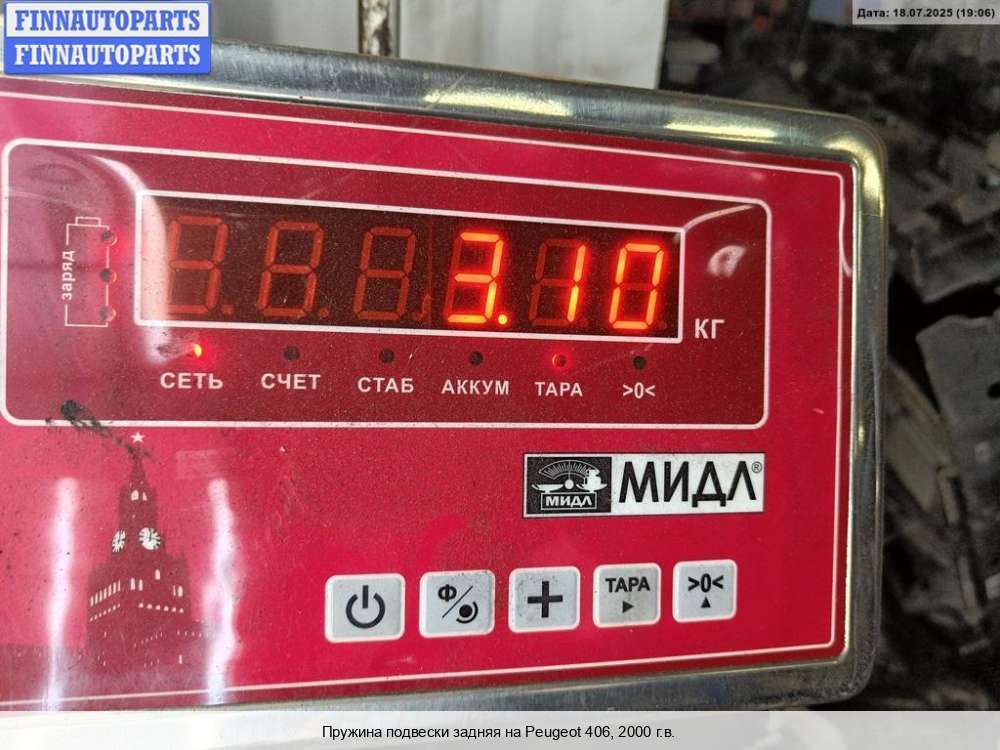 FINNAUTOPARTS
FINNAUTOPARTS
Дата: 18.07.2025 (19:06)
заряд
3.10
КГ
СЕТЬ СЧЕТ СТАБ АККУМ ТАРА >0<
МИДЛ
МИДЛ®
Ф
ТАРА
>0<
Пружина подвески задняя на Peugeot 406, 2000 г.в.